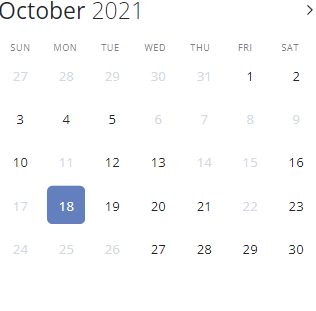 October 2021
SUN MON TUE WED THU FRI SAT
27 28 29 30 31 1 2
3 4 5 6 7 8 9
10 11 12 13 14 15 16
17 18 19 20 21 22 23
24 25 26 27 28 29 30